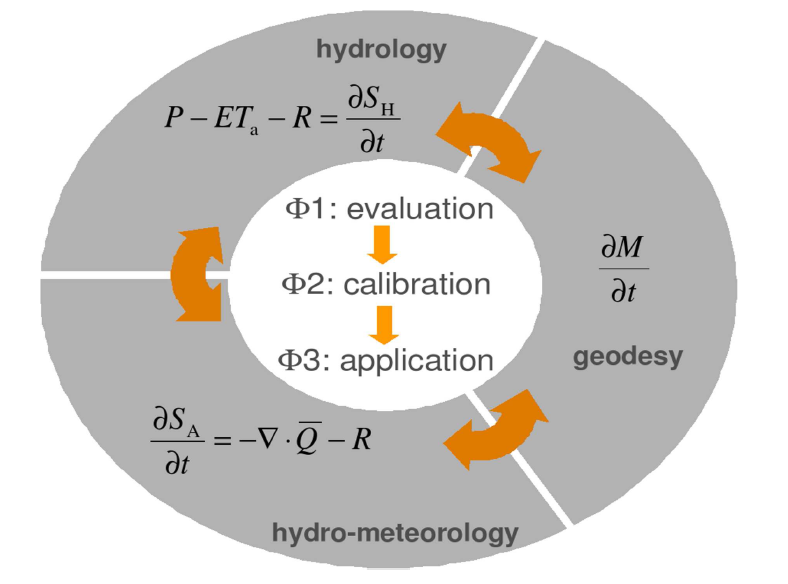 hydrology
P − ET_a − R = ∂S_H/∂t
Φ1: evaluation
Φ2: calibration
Φ3: application
∂M/∂t
geodesy
∂S_A/∂t = −∇ · Q̅ − R
hydro-meteorology